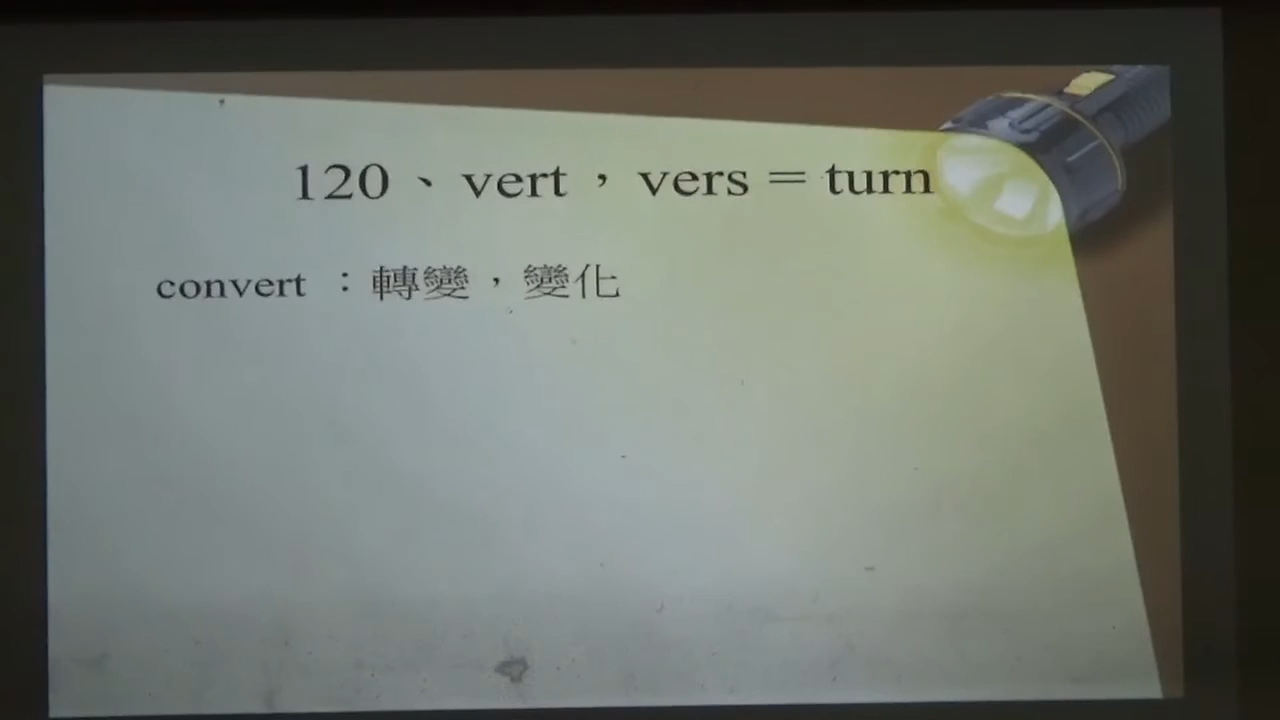 120、vert，vers = turn
convert ：轉變，變化